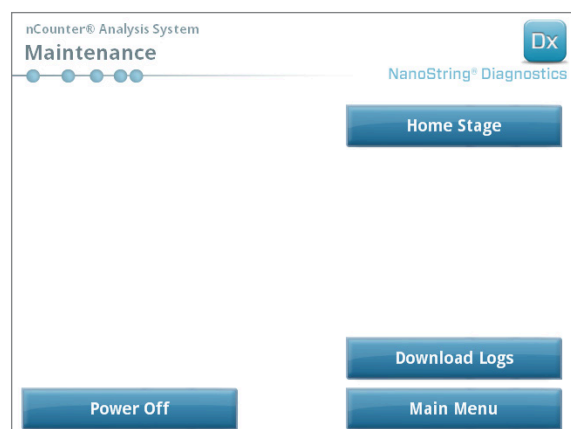 nCounter® Analysis System
Maintenance
Dx
NanoString® Diagnostics
Home Stage
Download Logs
Power Off
Main Menu